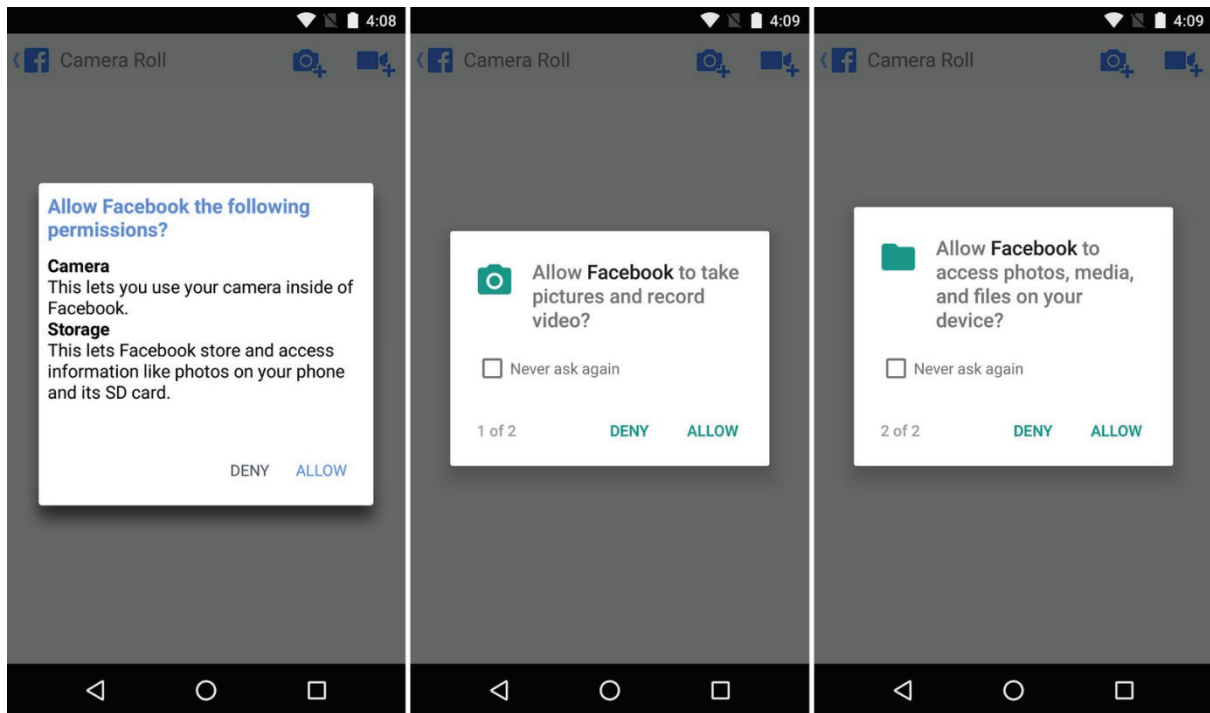 4:08
Camera Roll
Allow Facebook the following
permissions?
Camera
This lets you use your camera inside of
Facebook.
Storage
This lets Facebook store and access
information like photos on your phone
and its SD card.
DENY ALLOW
4:09
Camera Roll
Allow Facebook to take
pictures and record
video?
Never ask again
1 of 2 DENY ALLOW
4:09
Camera Roll
Allow Facebook to
access photos, media,
and files on your
device?
Never ask again
2 of 2 DENY ALLOW